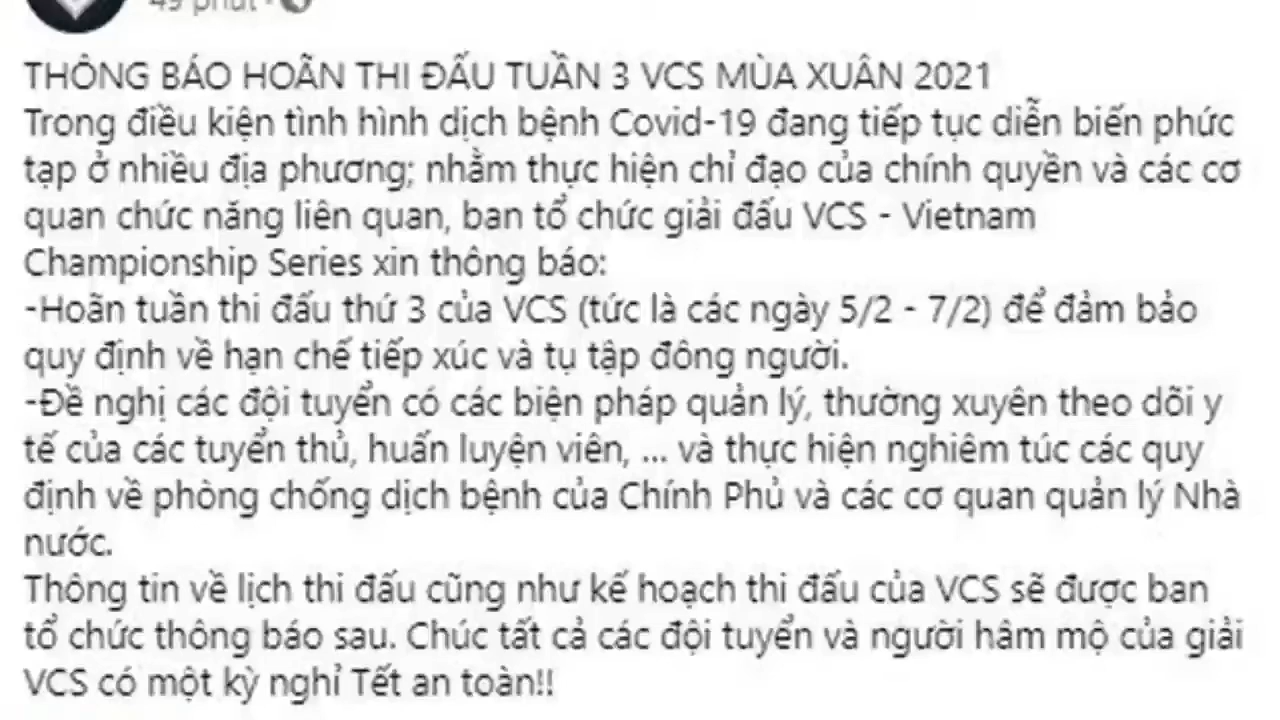 49 phút ·
THÔNG BÁO HOÃN THI ĐẤU TUẦN 3 VCS MÙA XUÂN 2021
Trong điều kiện tình hình dịch bệnh Covid-19 đang tiếp tục diễn biến phức
tạp ở nhiều địa phương; nhằm thực hiện chỉ đạo của chính quyền và các cơ
quan chức năng liên quan, ban tổ chức giải đấu VCS - Vietnam
Championship Series xin thông báo:
-Hoãn tuần thi đấu thứ 3 của VCS (tức là các ngày 5/2 - 7/2) để đảm bảo
quy định về hạn chế tiếp xúc và tụ tập đông người.
-Đề nghị các đội tuyển có các biện pháp quản lý, thường xuyên theo dõi y
tế của các tuyển thủ, huấn luyện viên, ... và thực hiện nghiêm túc các quy
định về phòng chống dịch bệnh của Chính Phủ và các cơ quan quản lý Nhà
nước.
Thông tin về lịch thi đấu cũng như kế hoạch thi đấu của VCS sẽ được ban
tổ chức thông báo sau. Chúc tất cả các đội tuyển và người hâm mộ của giải
VCS có một kỳ nghỉ Tết an toàn!!